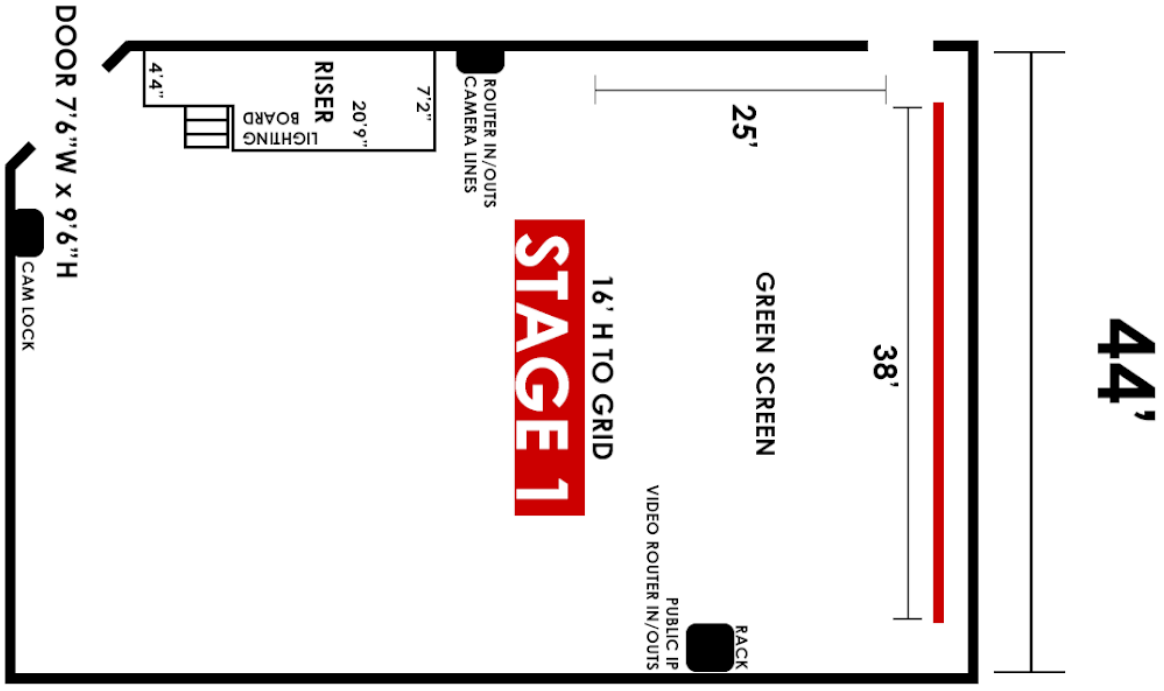 44'
38'
GREEN SCREEN
25'
RACK
PUBLIC IP
VIDEO ROUTER IN/OUTS
16' H TO GRID
STAGE 1
ROUTER IN/OUTS
CAMERA LINES
7'2"
20'9"
RISER
LIGHTING
BOARD
4'4"
DOOR 7'6"W x 9'6"H
CAM LOCK